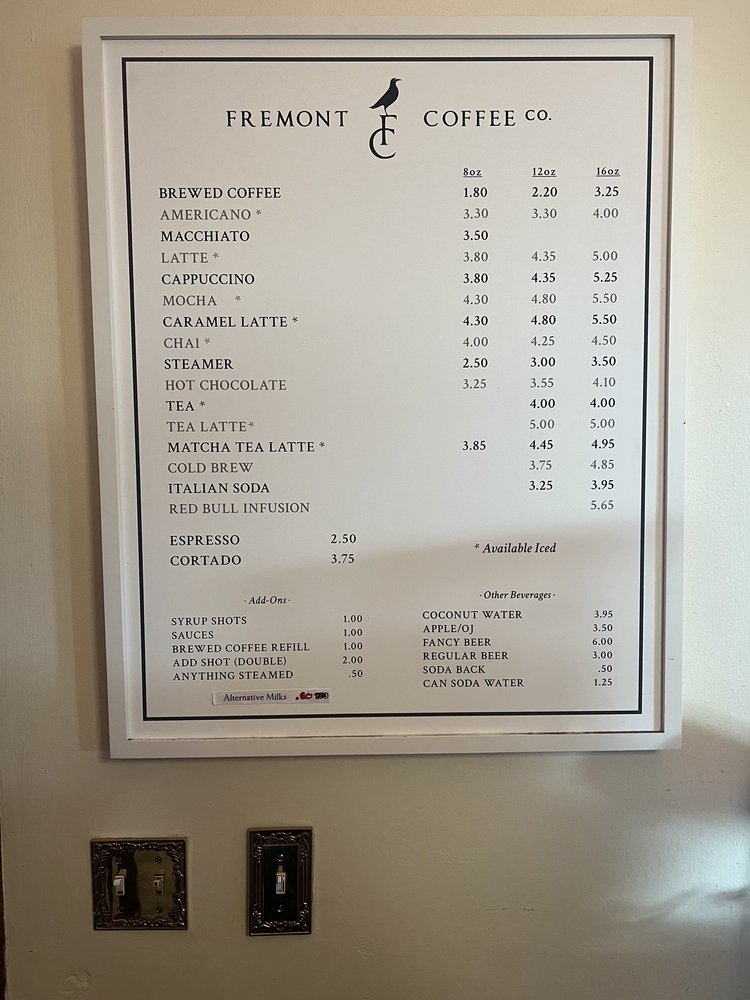 FREMONT FC COFFEE CO.
8oz 12oz 16oz
BREWED COFFEE 1.80 2.20 3.25
AMERICANO * 3.30 3.30 4.00
MACCHIATO 3.50
LATTE * 3.80 4.35 5.00
CAPPUCCINO 3.80 4.35 5.25
MOCHA * 4.30 4.80 5.50
CARAMEL LATTE * 4.30 4.80 5.50
CHAI * 4.00 4.25 4.50
STEAMER 2.50 3.00 3.50
HOT CHOCOLATE 3.25 3.55 4.10
TEA * 4.00 4.00
TEA LATTE* 5.00 5.00
MATCHA TEA LATTE * 3.85 4.45 4.95
COLD BREW 3.75 4.85
ITALIAN SODA 3.25 3.95
RED BULL INFUSION 5.65
ESPRESSO 2.50
CORTADO 3.75
* Available Iced
· Add-Ons ·
SYRUP SHOTS 1.00
SAUCES 1.00
BREWED COFFEE REFILL 1.00
ADD SHOT (DOUBLE) 2.00
ANYTHING STEAMED .50
Alternative Milks
· Other Beverages ·
COCONUT WATER 3.95
APPLE/OJ 3.50
FANCY BEER 6.00
REGULAR BEER 3.00
SODA BACK .50
CAN SODA WATER 1.25